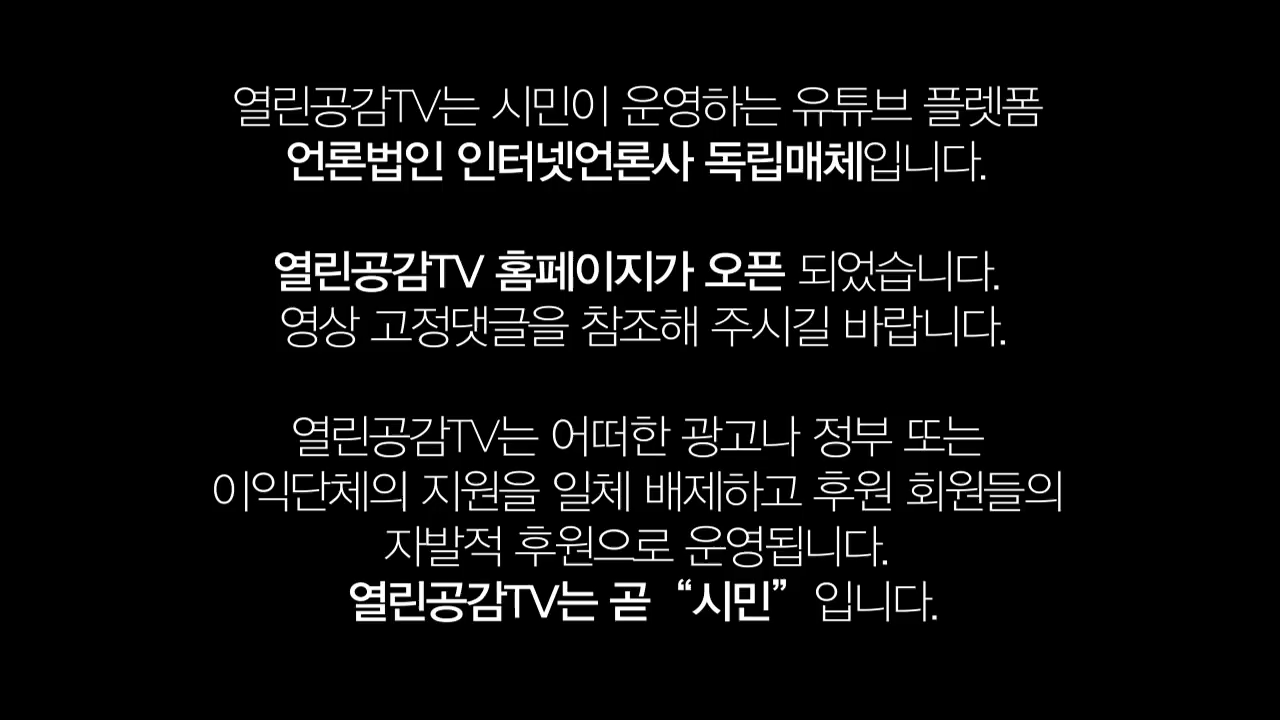 열린공감TV는 시민이 운영하는 유튜브 플렛폼
언론법인 인터넷언론사 독립매체입니다.
열린공감TV 홈페이지가 오픈 되었습니다.
영상 고정댓글을 참조해 주시길 바랍니다.
열린공감TV는 어떠한 광고나 정부 또는
이익단체의 지원을 일체 배제하고 후원 회원들의
자발적 후원으로 운영됩니다.
열린공감TV는 곧 “시민” 입니다.